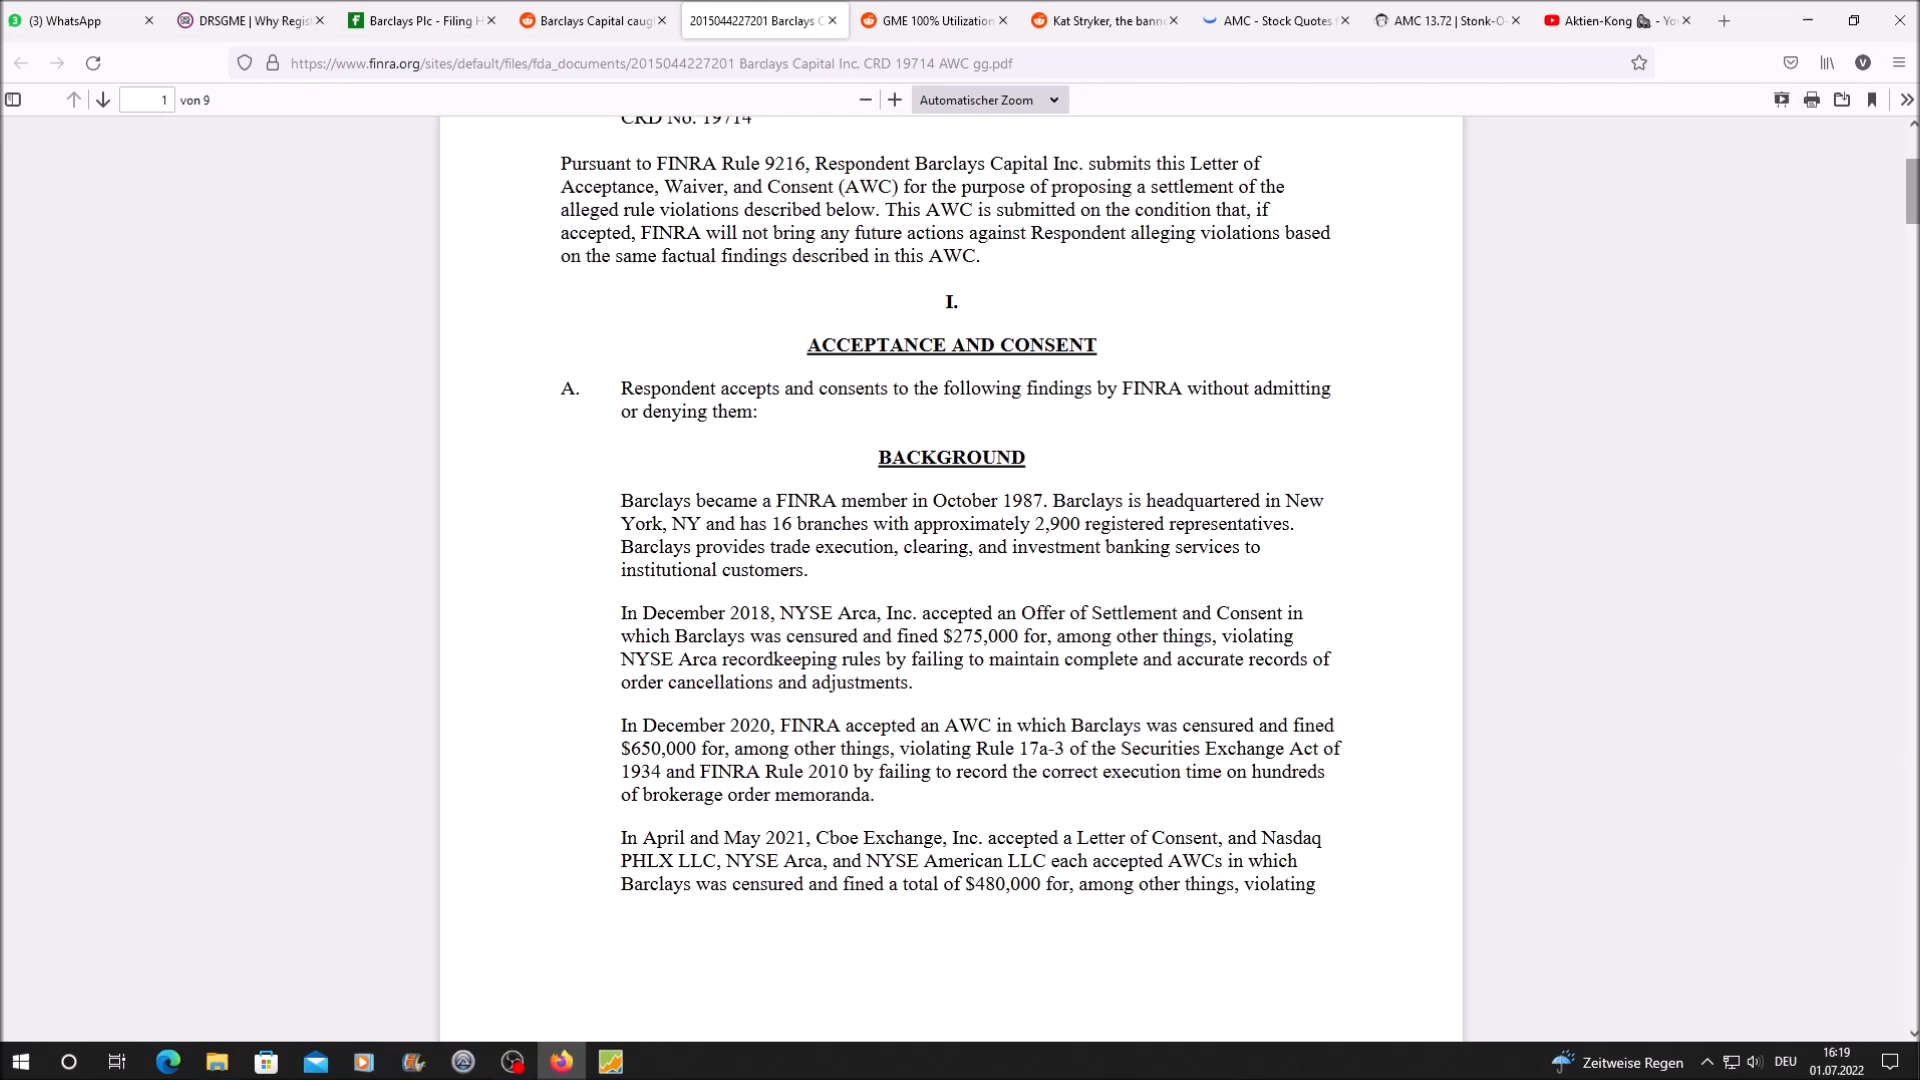 (3) WhatsApp
DRSGME | Why Regist
Barclays Plc - Filing H
Barclays Capital caug
2015044227201 Barclays C
GME 100% Utilization
Kat Stryker, the bann
AMC - Stock Quotes
AMC 13.72 | Stonk-O
Aktien-Kong
https://www.finra.org/sites/default/files/fda_documents/2015044227201 Barclays Capital Inc. CRD 19714 AWC gg.pdf
1 von 9
Automatischer Zoom
CRD No. 19714
Pursuant to FINRA Rule 9216, Respondent Barclays Capital Inc. submits this Letter of
Acceptance, Waiver, and Consent (AWC) for the purpose of proposing a settlement of the
alleged rule violations described below. This AWC is submitted on the condition that, if
accepted, FINRA will not bring any future actions against Respondent alleging violations based
on the same factual findings described in this AWC.
I.
ACCEPTANCE AND CONSENT
A. Respondent accepts and consents to the following findings by FINRA without admitting
or denying them:
BACKGROUND
Barclays became a FINRA member in October 1987. Barclays is headquartered in New
York, NY and has 16 branches with approximately 2,900 registered representatives.
Barclays provides trade execution, clearing, and investment banking services to
institutional customers.
In December 2018, NYSE Arca, Inc. accepted an Offer of Settlement and Consent in
which Barclays was censured and fined $275,000 for, among other things, violating
NYSE Arca recordkeeping rules by failing to maintain complete and accurate records of
order cancellations and adjustments.
In December 2020, FINRA accepted an AWC in which Barclays was censured and fined
$650,000 for, among other things, violating Rule 17a-3 of the Securities Exchange Act of
1934 and FINRA Rule 2010 by failing to record the correct execution time on hundreds
of brokerage order memoranda.
In April and May 2021, Cboe Exchange, Inc. accepted a Letter of Consent, and Nasdaq
PHLX LLC, NYSE Arca, and NYSE American LLC each accepted AWCs in which
Barclays was censured and fined a total of $480,000 for, among other things, violating
Zeitweise Regen
DEU
16:19
01.07.2022